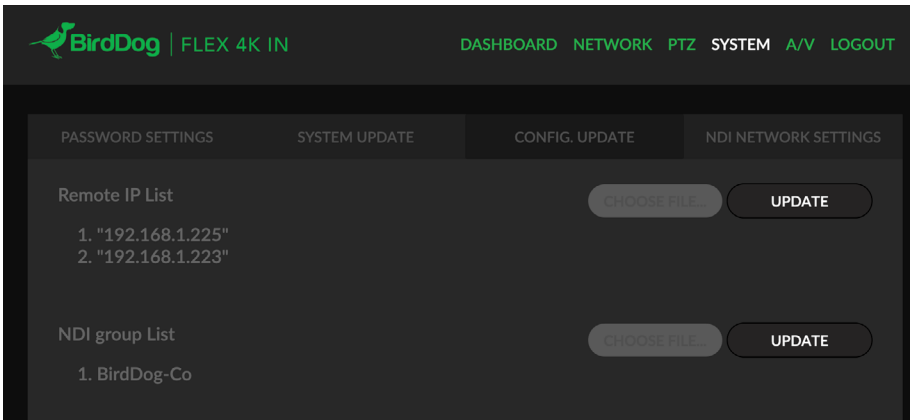 BirdDog | FLEX 4K IN
DASHBOARD NETWORK PTZ SYSTEM A/V LOGOUT
PASSWORD SETTINGS SYSTEM UPDATE CONFIG. UPDATE NDI NETWORK SETTINGS
Remote IP List CHOOSE FILE... UPDATE
1. "192.168.1.225"
2. "192.168.1.223"
NDI group List CHOOSE FILE... UPDATE
1. BirdDog-Co